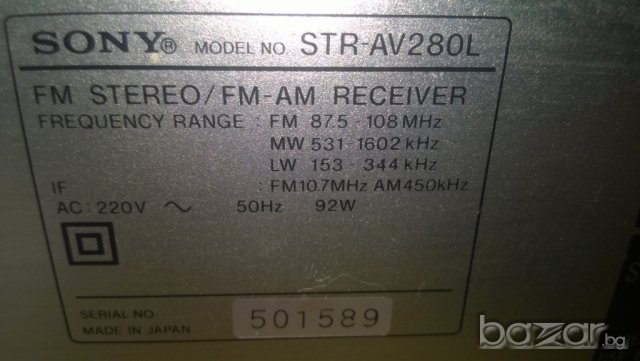 SONY® MODEL NO. STR-AV280L
FM STEREO/FM-AM RECEIVER
FREQUENCY RANGE : FM 87.5-108MHz
MW 531-1602kHz
LW 153-344kHz
IF : FM10.7MHz AM450kHz
AC:220V ~ 50Hz 92W
SERIAL NO. 501589
MADE IN JAPAN
bazar.bg